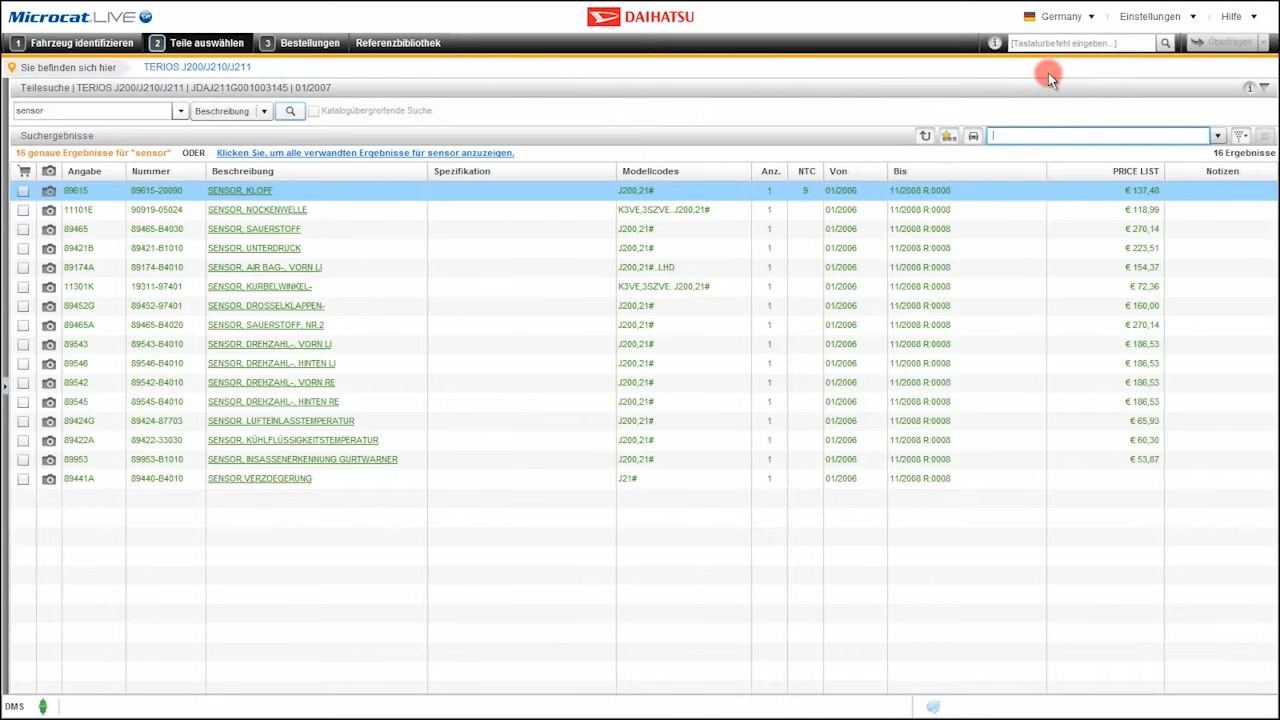 Microcat.LIVE DAIHATSU Germany Einstellungen Hilfe
1 Fahrzeug identifizieren 2 Teile auswählen 3 Bestellungen Referenzbibliothek [Tastaturbefehl eingeben...] Übertragen
Sie befinden sich hier TERIOS J200/J210/J211
Teilesuche | TERIOS J200/J210/J211 | JDAJ211G001003145 | 01/2007
sensor Beschreibung Katalogübergreifende Suche
Suchergebnisse
16 genaue Ergebnisse für "sensor" ODER Klicken Sie, um alle verwandten Ergebnisse für sensor anzuzeigen. 16 Ergebnisse
Angabe Nummer Beschreibung Spezifikation Modellcodes Anz. NTC Von Bis PRICE LIST Notizen
89615 89615-20090 SENSOR, KLOPF J200,21# 1 9 01/2006 11/2008 R:0008 € 137,48
11101E 90919-05024 SENSOR, NOCKENWELLE K3VE,3SZVE..J200,21# 1 01/2006 11/2008 R:0008 € 118,99
89465 89465-B4030 SENSOR, SAUERSTOFF J200,21# 1 01/2006 11/2008 R:0008 € 270,14
89421B 89421-B1010 SENSOR, UNTERDRUCK J200,21# 1 01/2006 11/2008 R:0008 € 223,51
89174A 89174-B4010 SENSOR, AIR BAG-, VORN LI J200,21#..LHD 1 01/2006 11/2008 R:0008 € 154,37
11301K 19311-97401 SENSOR, KURBELWINKEL- K3VE,3SZVE..J200,21# 1 01/2006 11/2008 R:0008 € 72,36
89452G 89452-97401 SENSOR, DROSSELKLAPPEN- J200,21# 1 01/2006 11/2008 R:0008 € 160,00
89465A 89465-B4020 SENSOR, SAUERSTOFF, NR.2 J200,21# 1 01/2006 11/2008 R:0008 € 270,14
89543 89543-B4010 SENSOR, DREHZAHL-, VORN LI J200,21# 1 01/2006 11/2008 R:0008 € 186,53
89546 89546-B4010 SENSOR, DREHZAHL-, HINTEN LI J200,21# 1 01/2006 11/2008 R:0008 € 186,53
89542 89542-B4010 SENSOR, DREHZAHL-, VORN RE J200,21# 1 01/2006 11/2008 R:0008 € 186,53
89545 89545-B4010 SENSOR, DREHZAHL-, HINTEN RE J200,21# 1 01/2006 11/2008 R:0008 € 186,53
89424G 89424-87703 SENSOR, LUFTEINLASSTEMPERATUR J200,21# 1 01/2006 11/2008 R:0008 € 65,93
89422A 89422-33030 SENSOR, KÜHLFLÜSSIGKEITSTEMPERATUR J200,21# 1 01/2006 11/2008 R:0008 € 60,30
89953 89953-B1010 SENSOR, INSASSENERKENNUNG GURTWARNER J200,21# 1 01/2006 11/2008 R:0008 € 53,87
89441A 89440-B4010 SENSOR,VERZOEGERUNG J21# 1 01/2006 11/2008 R:0008
DMS